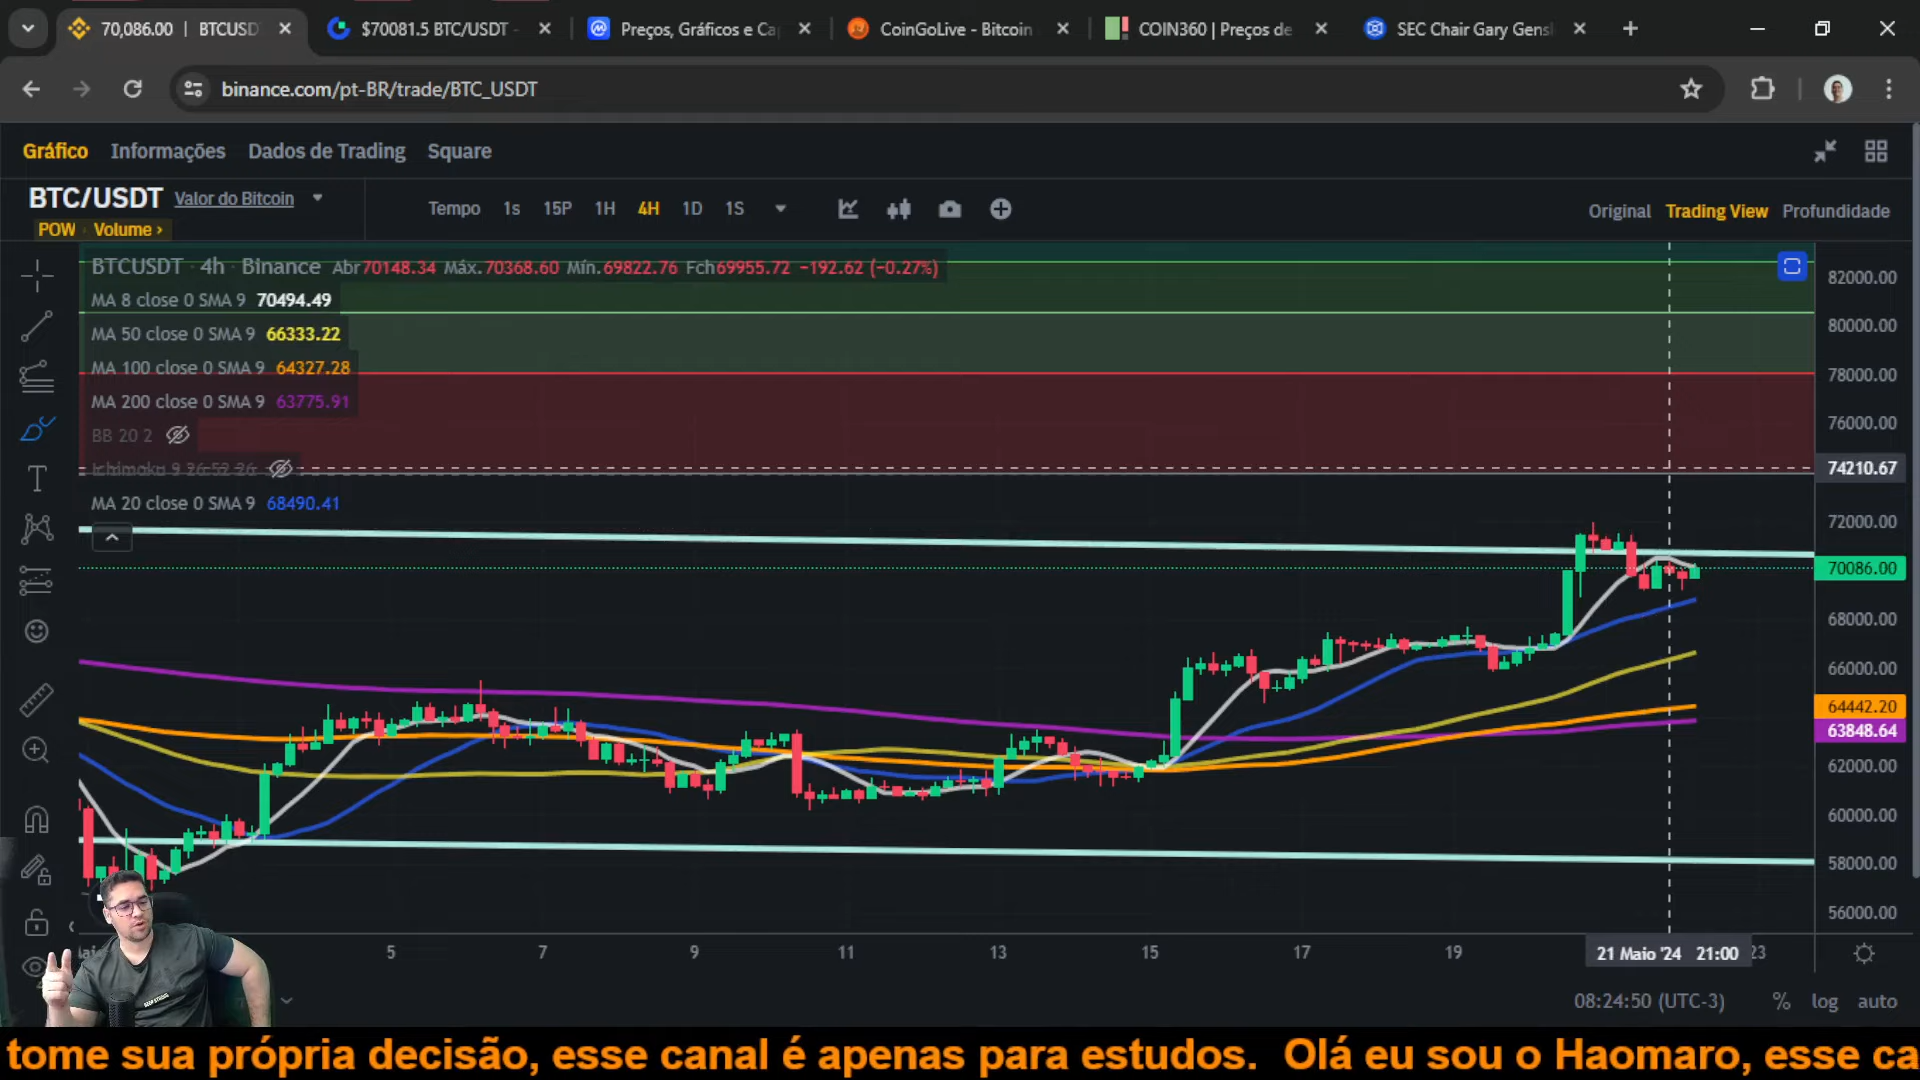 70,086.00 | BTCUSD
$70081.5 BTC/USDT -
Preços, Gráficos e Ca
CoinGoLive - Bitcoin
COIN360 | Preços de
SEC Chair Gary Gensl
binance.com/pt-BR/trade/BTC_USDT
Gráfico Informações Dados de Trading Square
BTC/USDT Valor do Bitcoin
POW · Volume ›
Tempo 1s 15P 1H 4H 1D 1S
Original Trading View Profundidade
BTCUSDT · 4h · Binance Abr70148.34 Máx.70368.60 Mín.69822.76 Fch69955.72 −192.62 (−0.27%)
MA 8 close 0 SMA 9 70494.49
MA 50 close 0 SMA 9 66333.22
MA 100 close 0 SMA 9 64327.28
MA 200 close 0 SMA 9 63775.91
BB 20 2
Ichimoku 9 26 52 26
MA 20 close 0 SMA 9 68490.41
82000.00
80000.00
78000.00
76000.00
74210.67
72000.00
70086.00
68000.00
66000.00
64442.20
63848.64
62000.00
60000.00
58000.00
56000.00
5 7 9 11 13 15 17 19 21 Maio '24 21:00 23
08:24:50 (UTC-3) % log auto
tome sua própria decisão, esse canal é apenas para estudos. Olá eu sou o Haomaro, esse ca